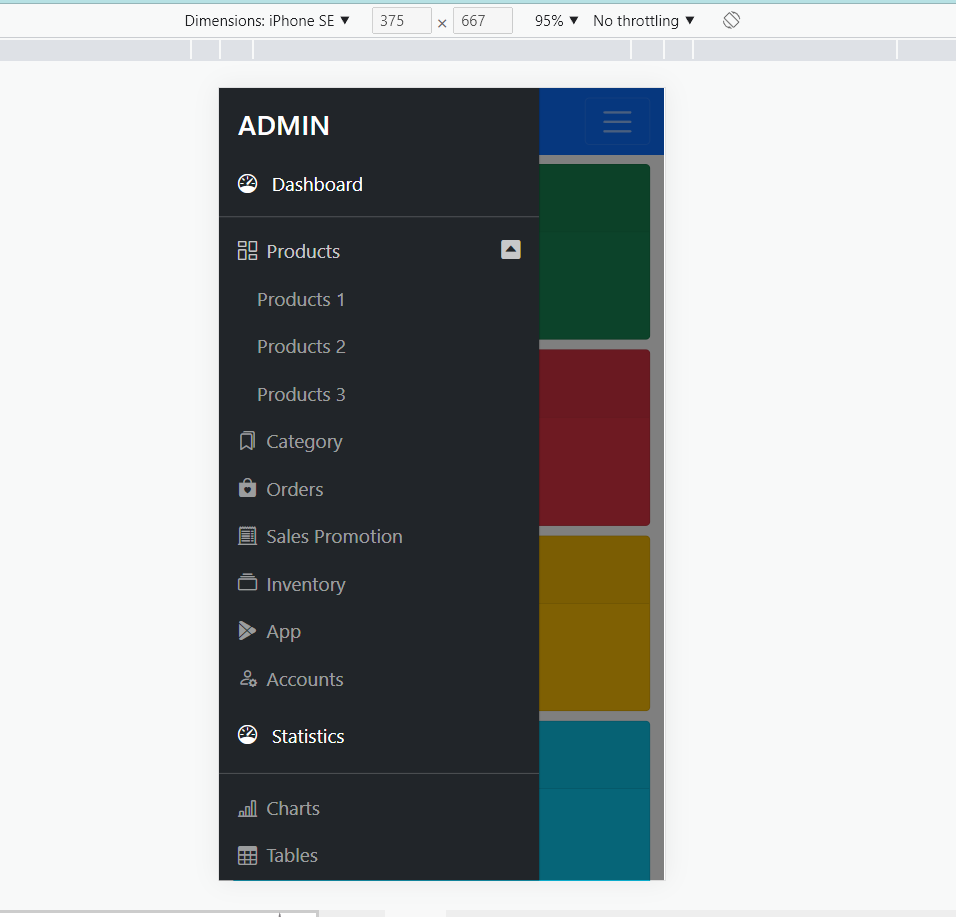 Dimensions: iPhone SE ▼ 375 × 667 95% ▼ No throttling ▼
ADMIN
Dashboard
Products
Products 1
Products 2
Products 3
Category
Orders
Sales Promotion
Inventory
App
Accounts
Statistics
Charts
Tables